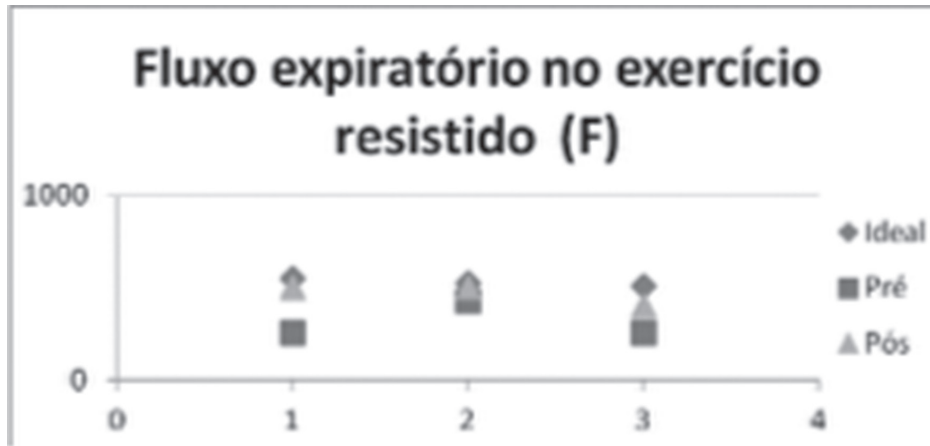 Fluxo expiratório no exercício
resistido (F)
1000
0
0 1 2 3 4
Ideal
Pré
Pós